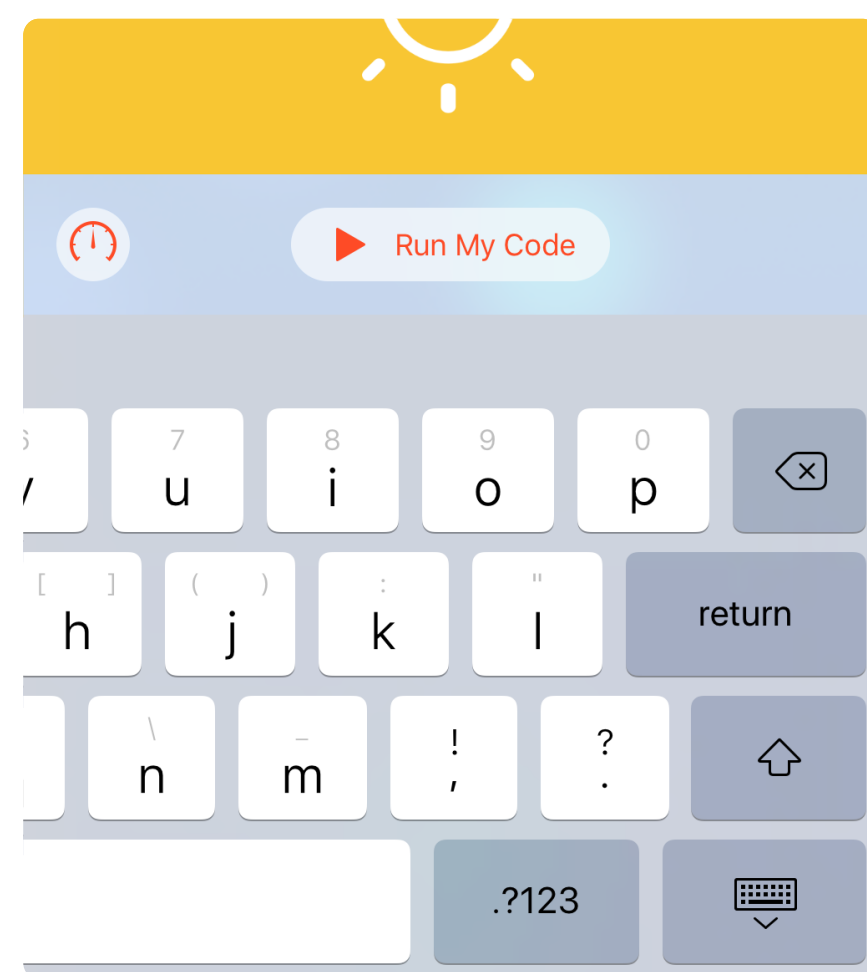 Run My Code
7 8 9 0
u i o p
[ ] ( ) : "
h j k l return
\ _ ! ?
n m , .
.?123